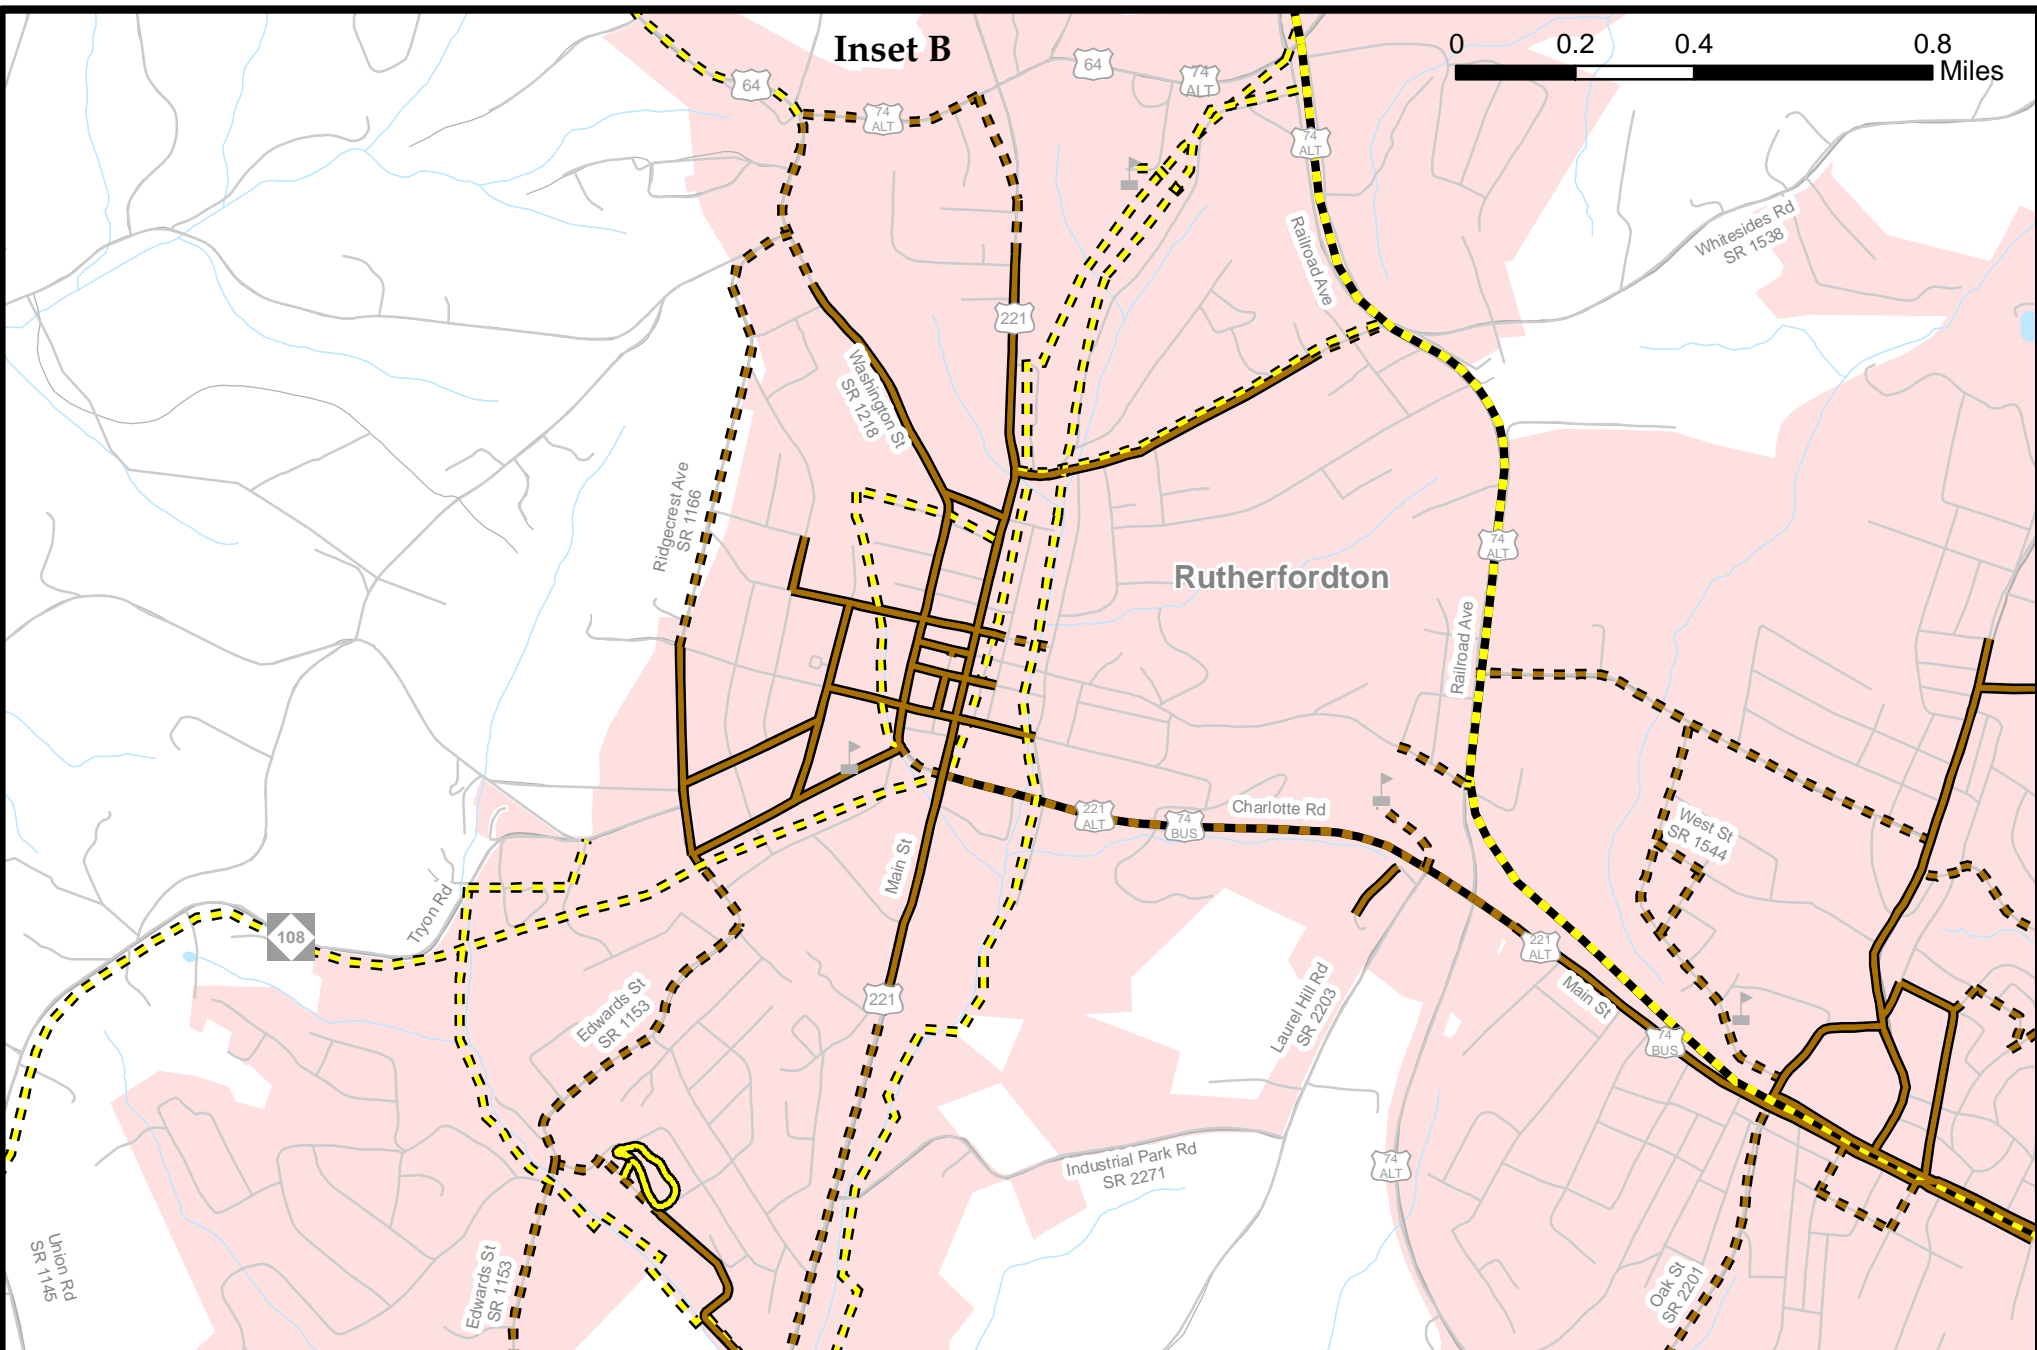 Inset B
0 0.2 0.4 0.8
Miles
64
64
74
ALT
74
ALT
74
ALT
Whitesides Rd
SR 1538
Railroad Ave
221
Washington St
SR 1218
Ridgecrest Ave
SR 1166
Rutherfordton
74
ALT
Railroad Ave
221
ALT
74
BUS
Charlotte Rd
West St
SR 1544
Main St
Tryon Rd
108
221
ALT
Main St
221
Edwards St
SR 1153
Laurel Hill Rd
SR 2203
74
BUS
Industrial Park Rd
SR 2271
74
ALT
Union Rd
SR 1145
Edwards St
SR 1153
Oak St
SR 2201